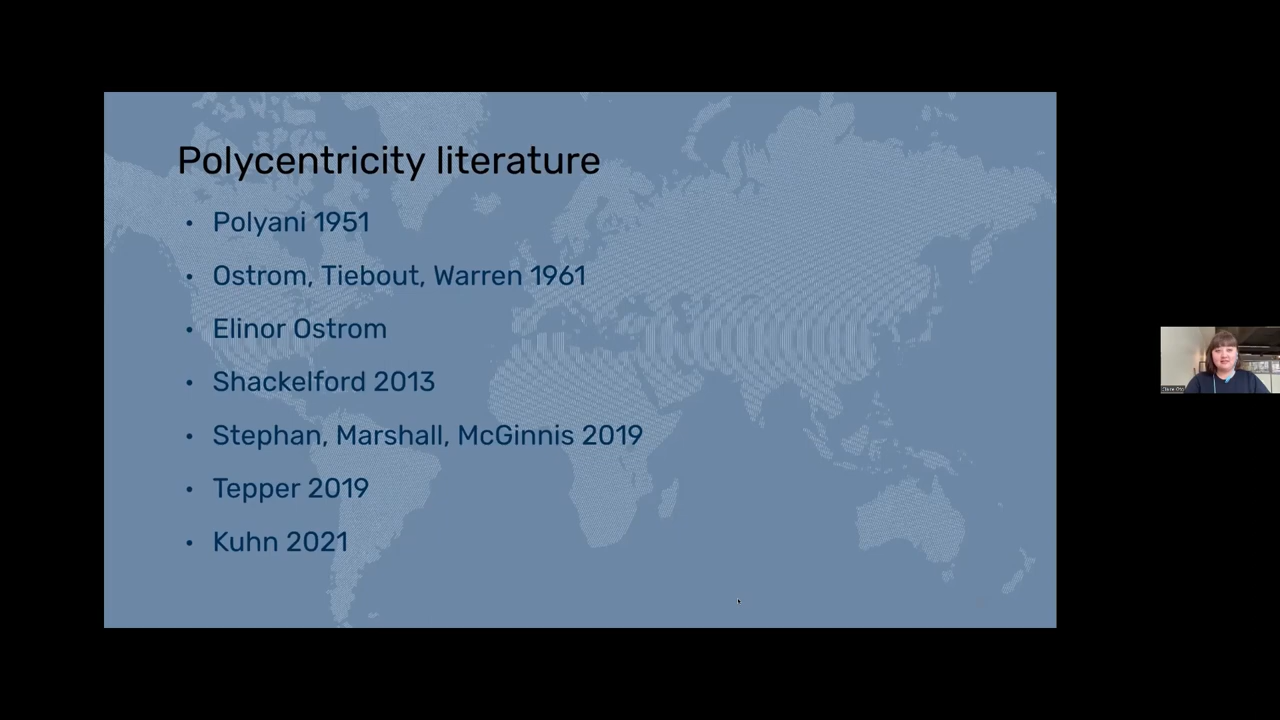 Polycentricity literature
• Polyani 1951
• Ostrom, Tiebout, Warren 1961
• Elinor Ostrom
• Shackelford 2013
• Stephan, Marshall, McGinnis 2019
• Tepper 2019
• Kuhn 2021